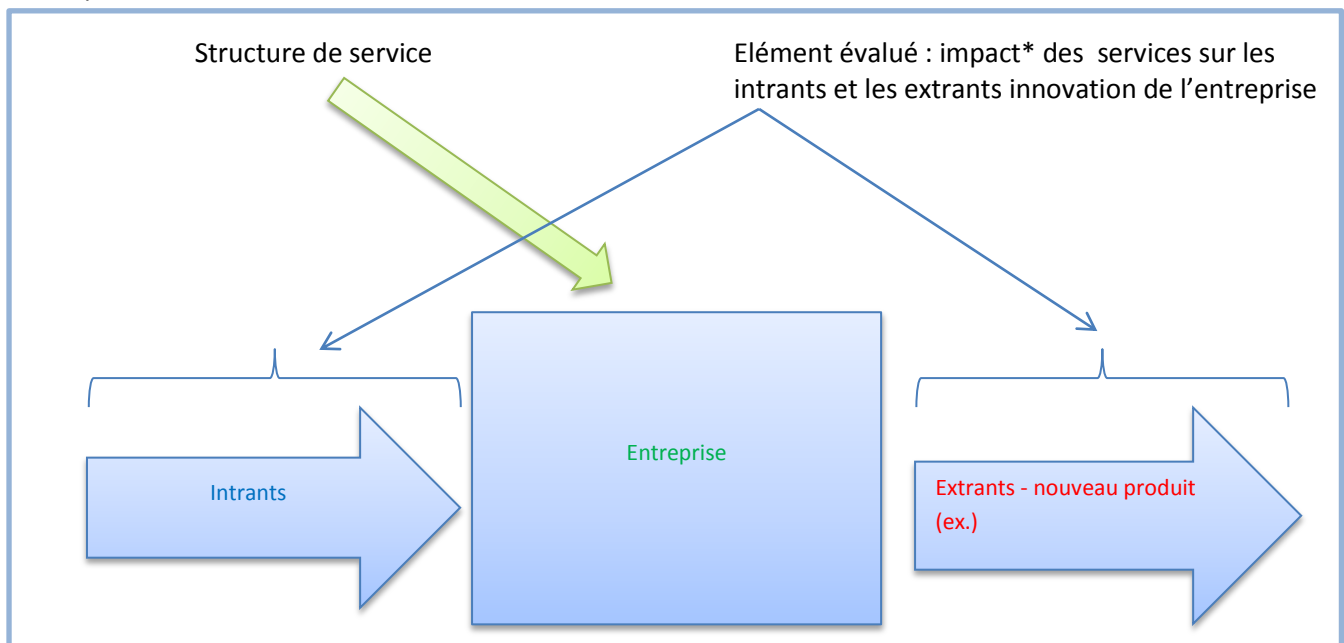 Structure de service
Elément évalué : impact* des services sur les
intrants et les extrants innovation de l’entreprise
Entreprise
Intrants
Extrants - nouveau produit
(ex.)